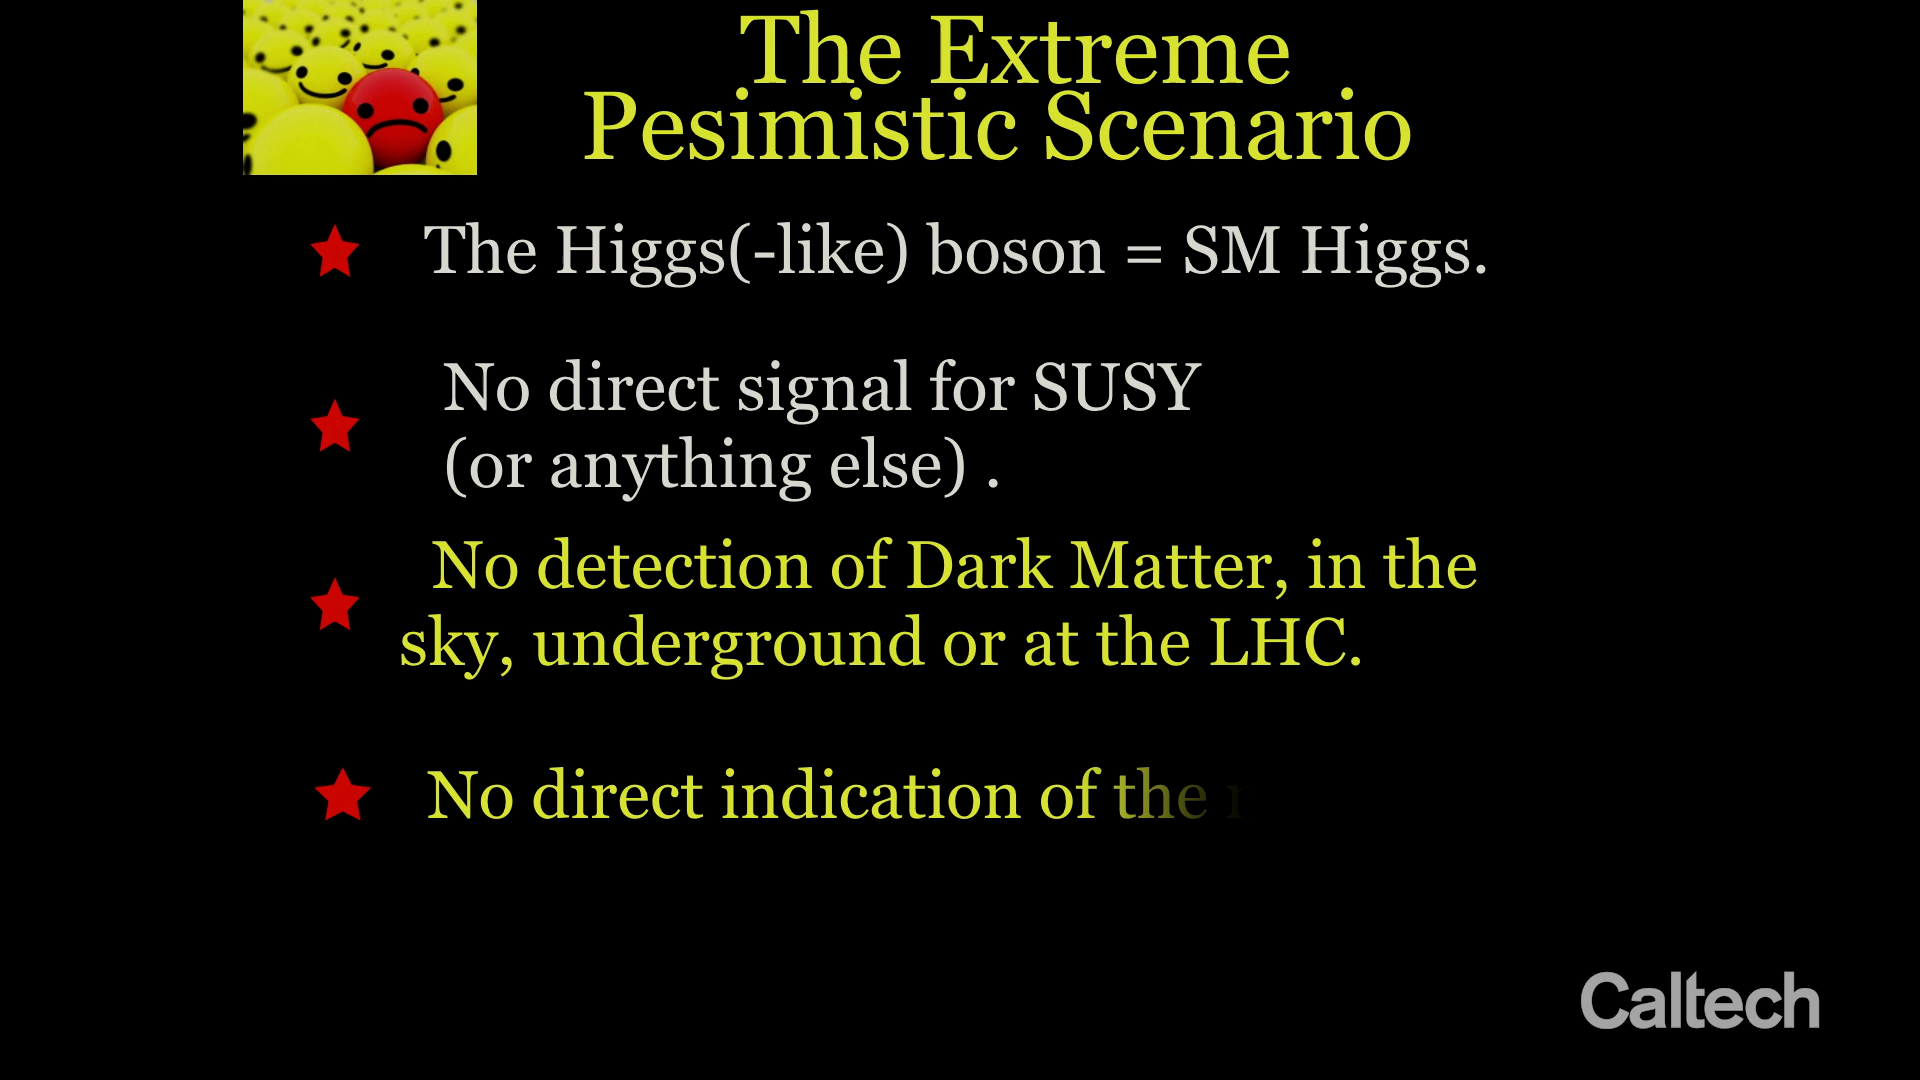 The Extreme
Pesimistic Scenario
The Higgs(-like) boson = SM Higgs.
No direct signal for SUSY
(or anything else) .
No detection of Dark Matter, in the
sky, underground or at the LHC.
No direct indication of the
Caltech